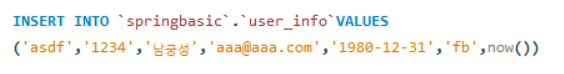 INSERT INTO `springbasic`.`user_info`VALUES
('asdf','1234','남궁성','aaa@aaa.com','1980-12-31','fb',now())